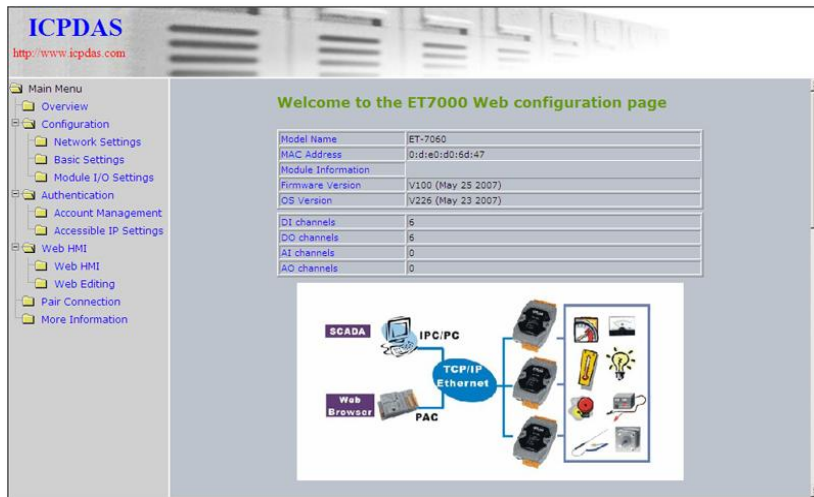 ICPDAS
http://www.icpdas.com
Main Menu
Overview
Configuration
Network Settings
Basic Settings
Module I/O Settings
Authentication
Account Management
Accessible IP Settings
Web HMI
Web HMI
Web Editing
Pair Connection
More Information
Welcome to the ET7000 Web configuration page
Model Name ET-7060
MAC Address 0:d:e0:d0:6d:47
Module Information
Firmware Version V100 (May 25 2007)
OS Version V226 (May 23 2007)
DI channels 6
DO channels 6
AI channels 0
AO channels 0
SCADA
IPC/PC
TCP/IP
Ethernet
Web
Browser
PAC